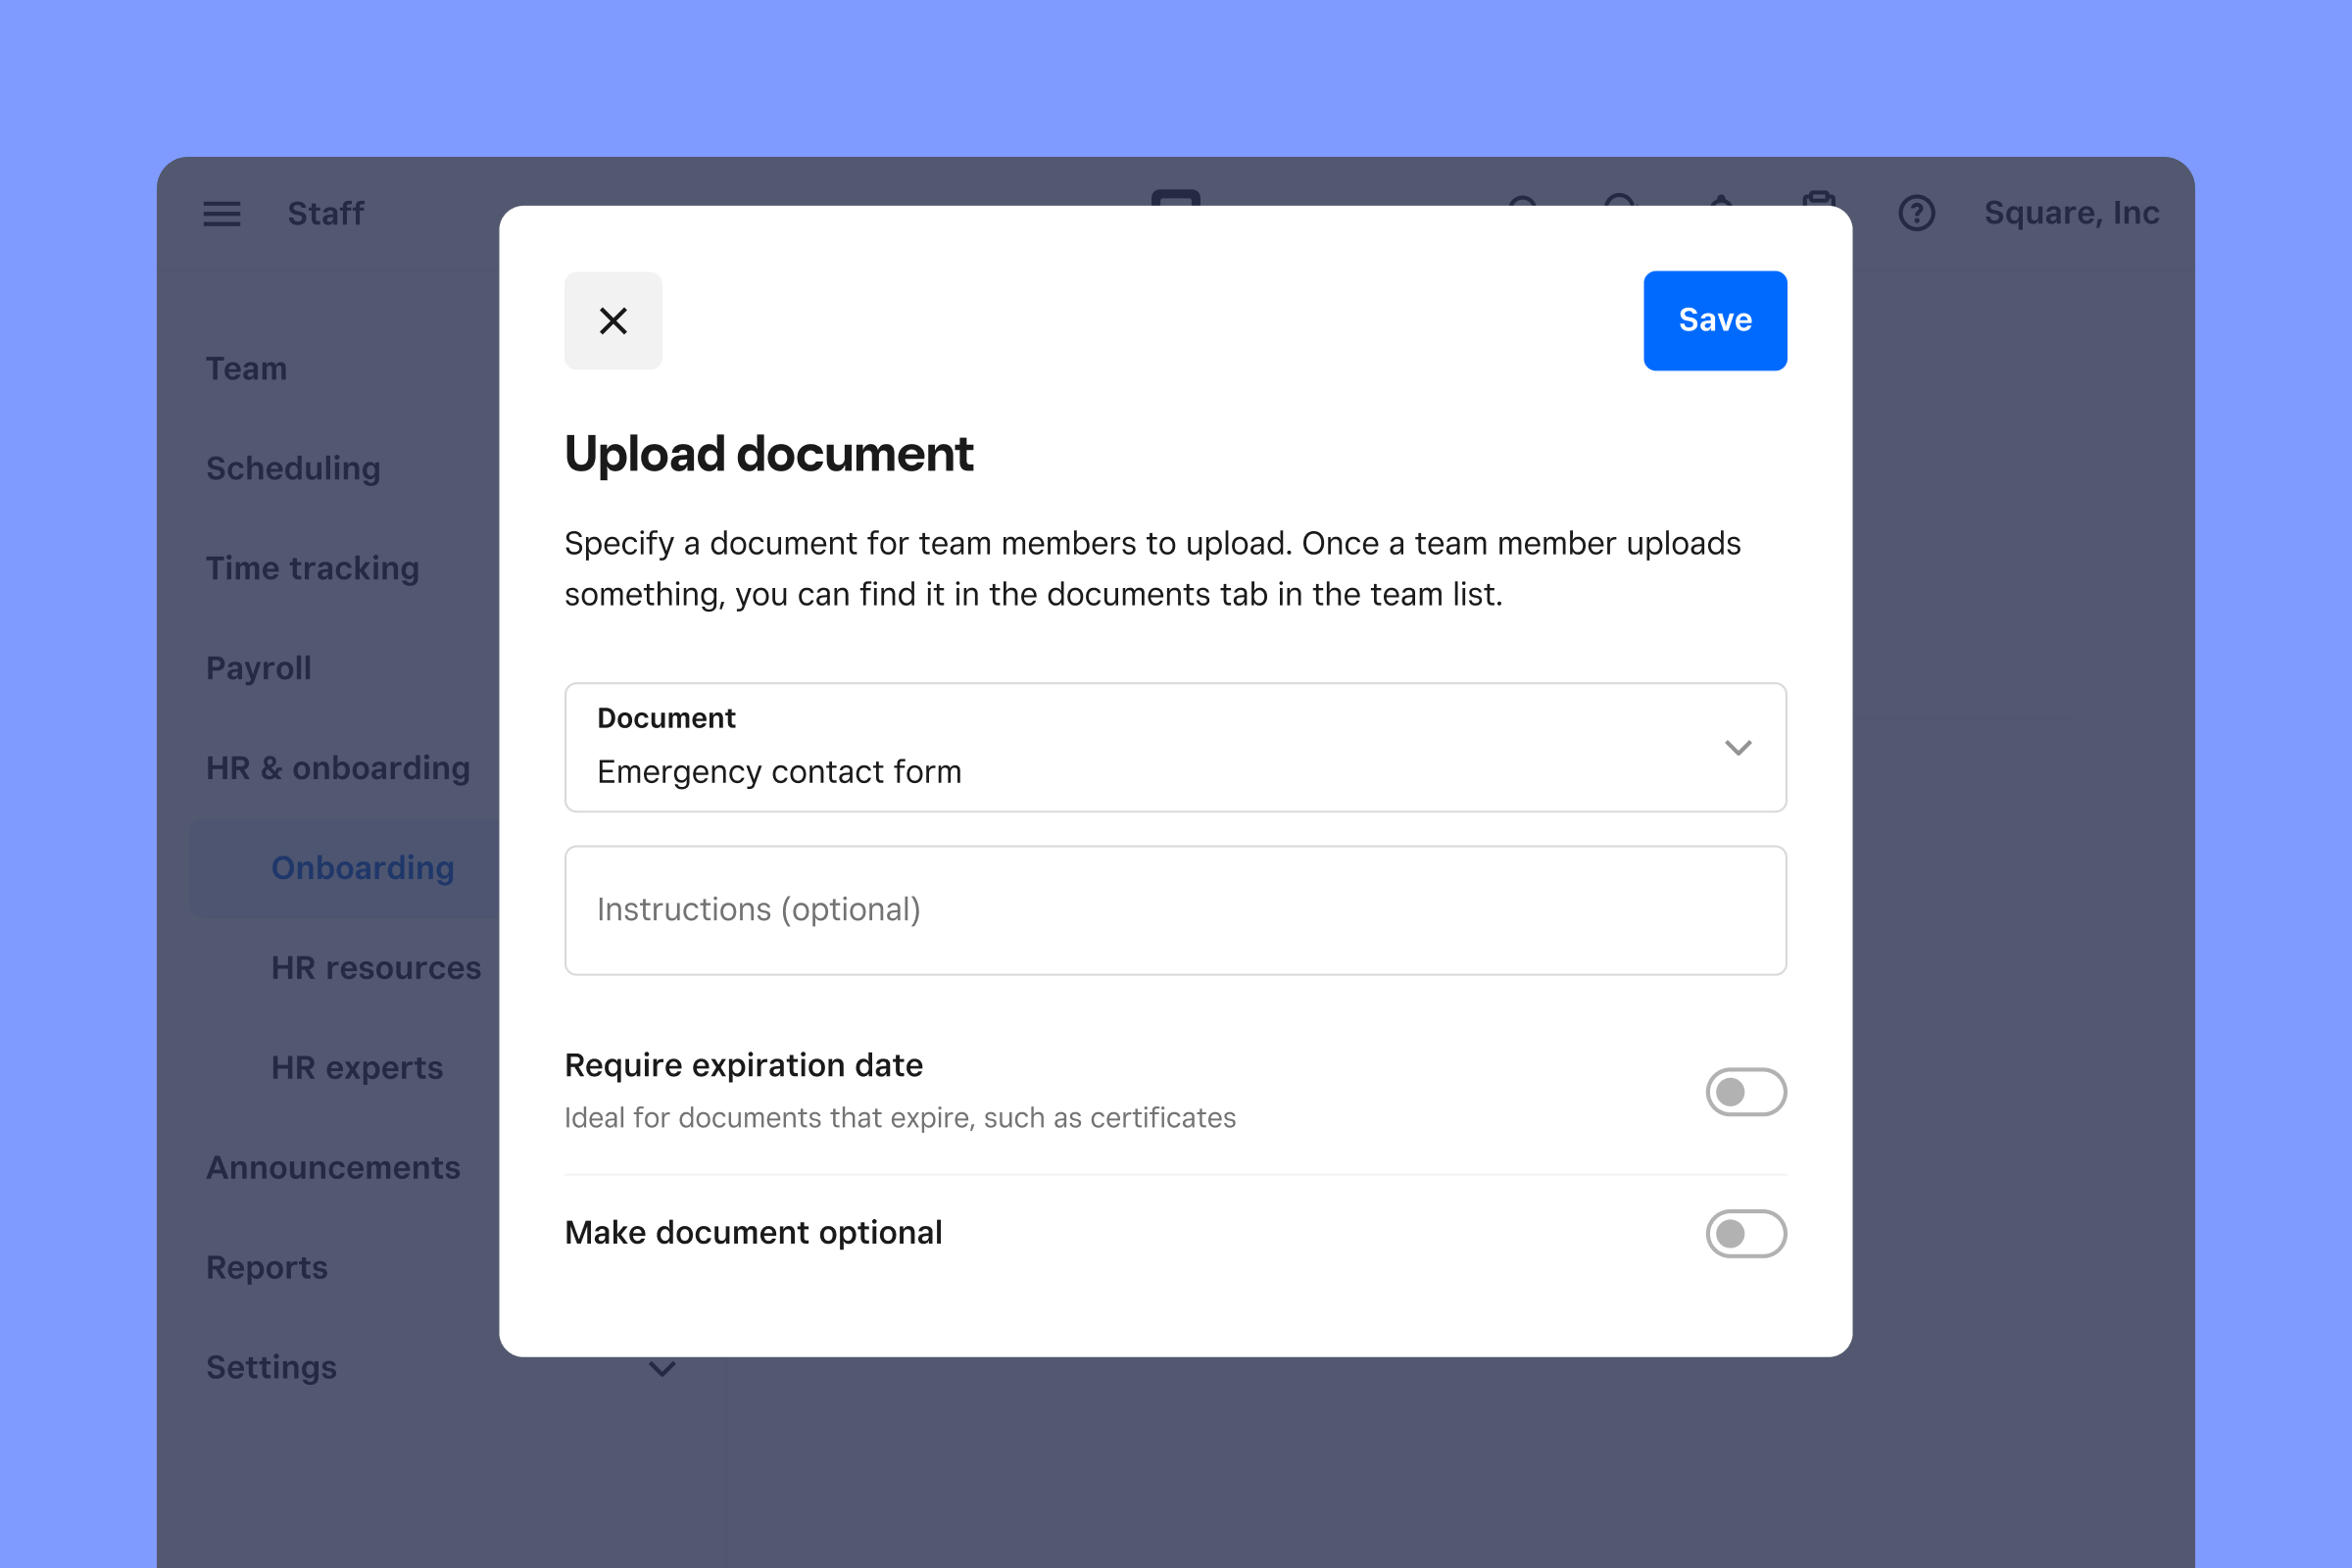 Staff
Square, Inc
Team
Scheduling
Time tracking
Payroll
HR & onboarding
Onboarding
HR resources
HR experts
Announcements
Reports
Settings
Save
Upload document
Specify a document for team members to upload. Once a team member uploads
something, you can find it in the documents tab in the team list.
Document
Emergency contact form
Instructions (optional)
Require expiration date
Ideal for documents that expire, such as certificates
Make document optional